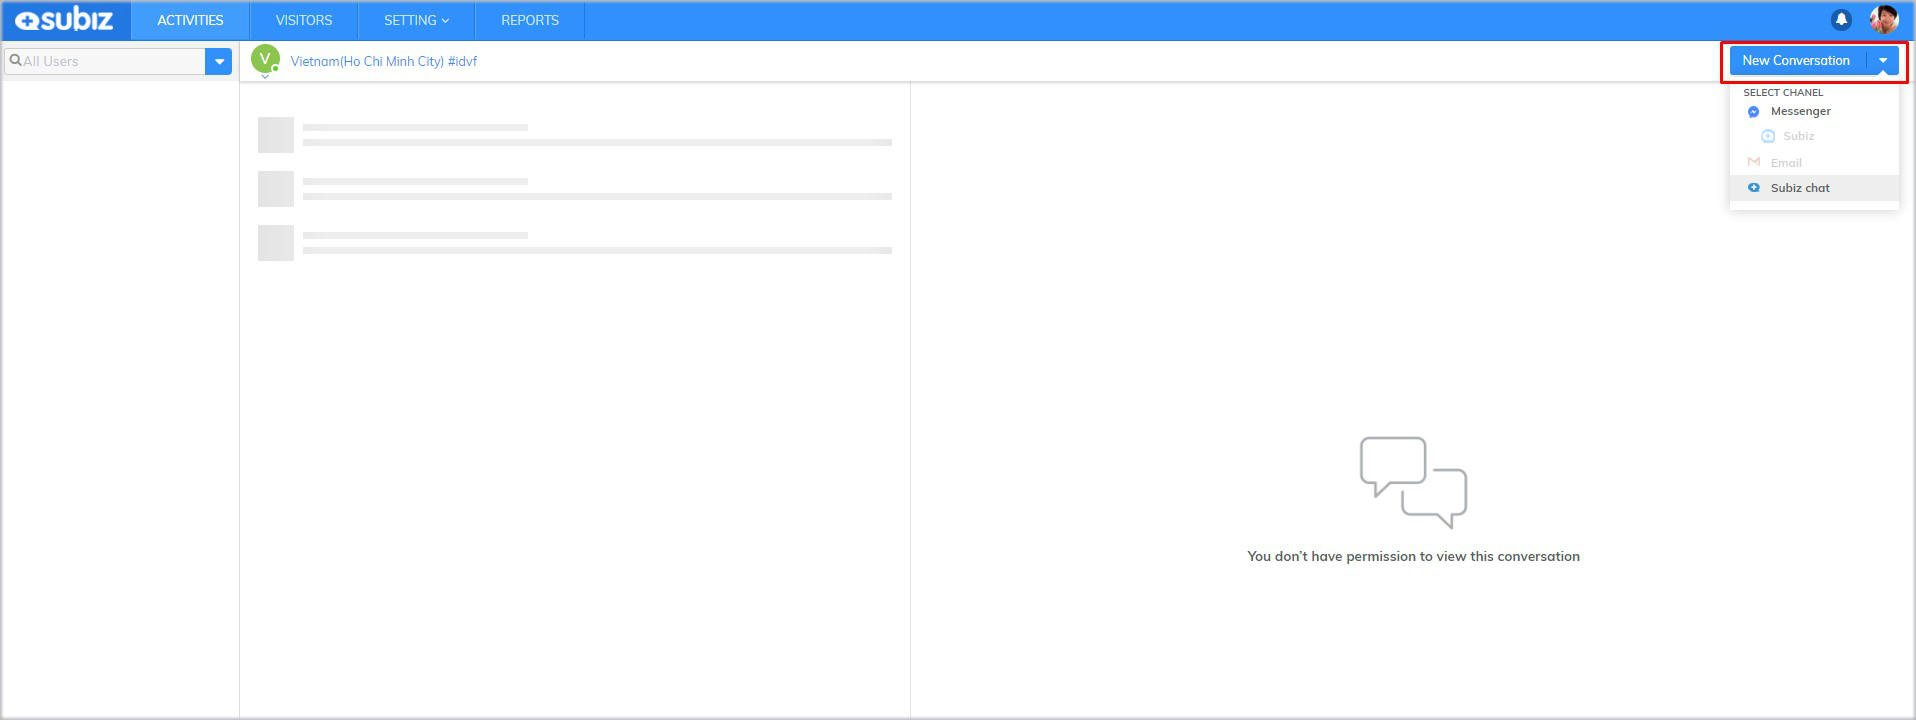 subiz
ACTIVITIES
VISITORS
SETTING
REPORTS
All Users
V
Vietnam(Ho Chi Minh City) #idvf
New Conversation
SELECT CHANEL
Messenger
Subiz
Email
Subiz chat
You don't have permission to view this conversation